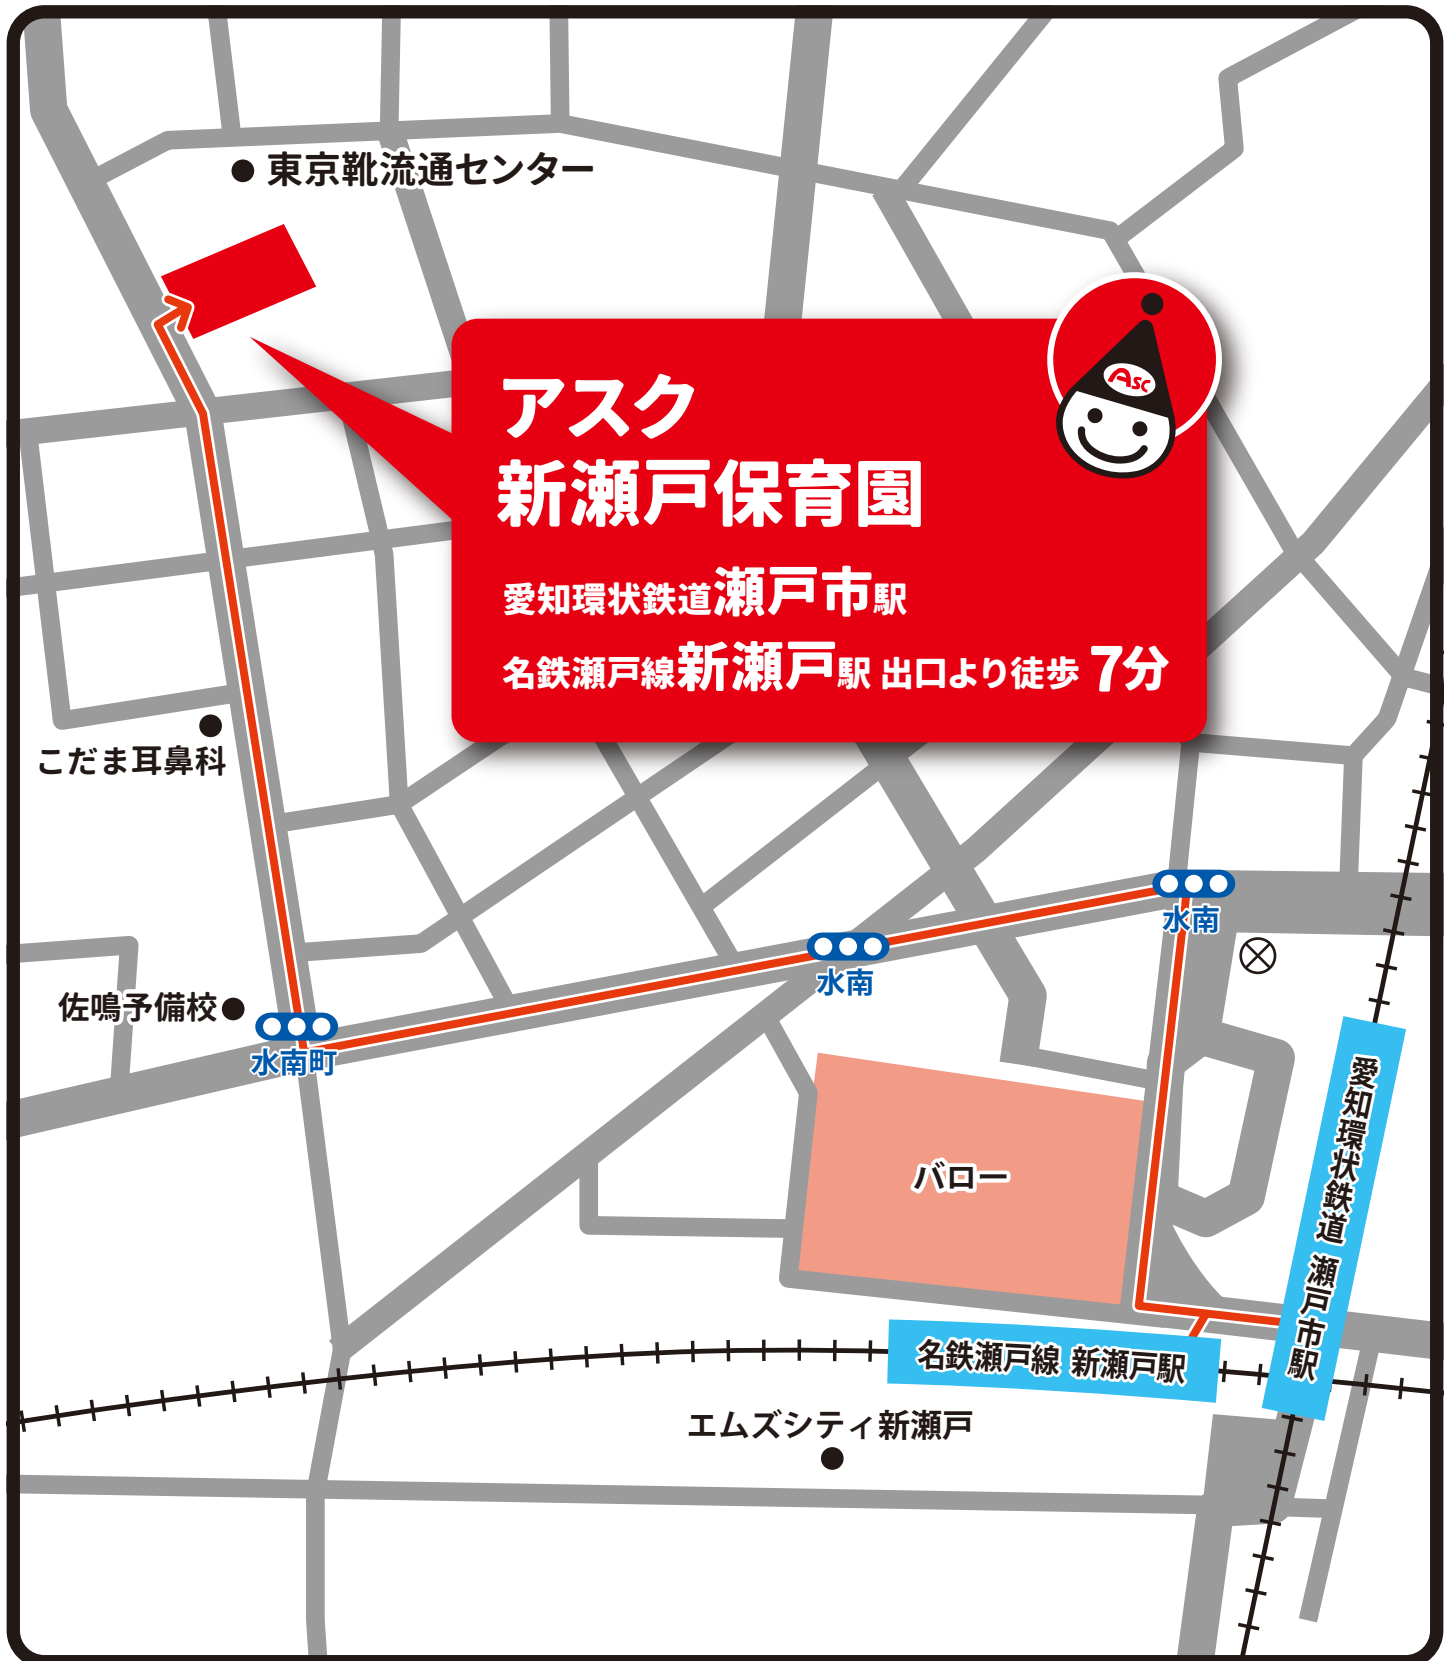 東京靴流通センター
Asc
アスク
新瀬戸保育園
愛知環状鉄道瀬戸市駅
名鉄瀬戸線新瀬戸駅 出口より徒歩 7分
こだま耳鼻科
水南
水南
佐鳴予備校
水南町
愛知環状鉄道 瀬戸市駅
バロー
名鉄瀬戸線 新瀬戸駅
エムズシティ新瀬戸